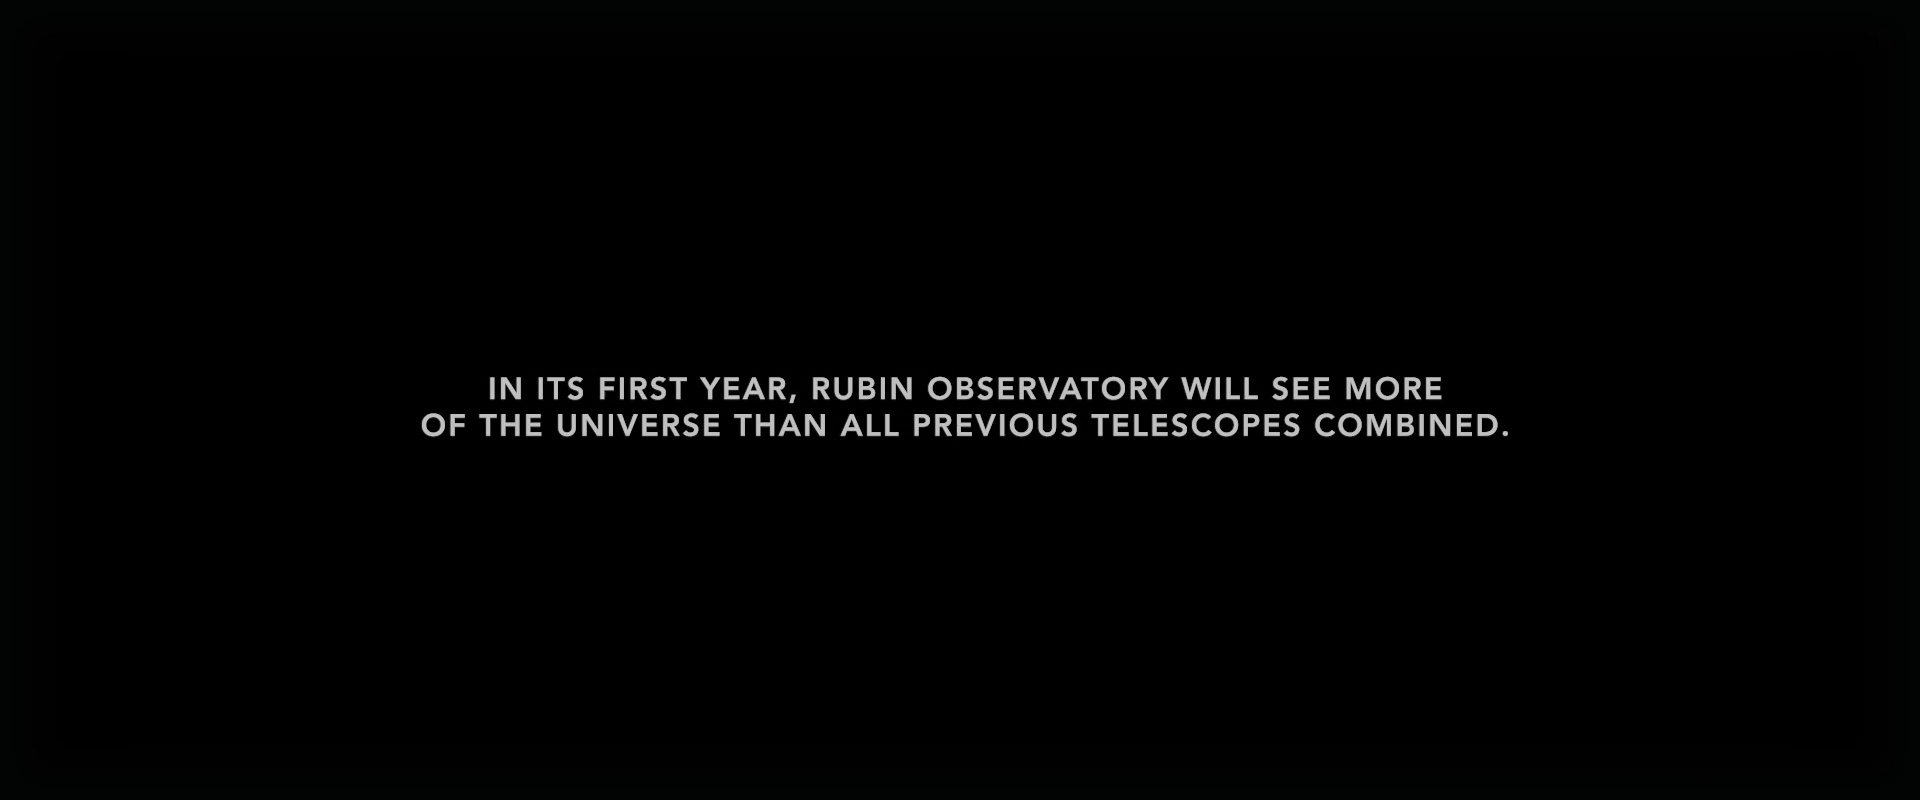 IN ITS FIRST YEAR, RUBIN OBSERVATORY WILL SEE MORE
OF THE UNIVERSE THAN ALL PREVIOUS TELESCOPES COMBINED.